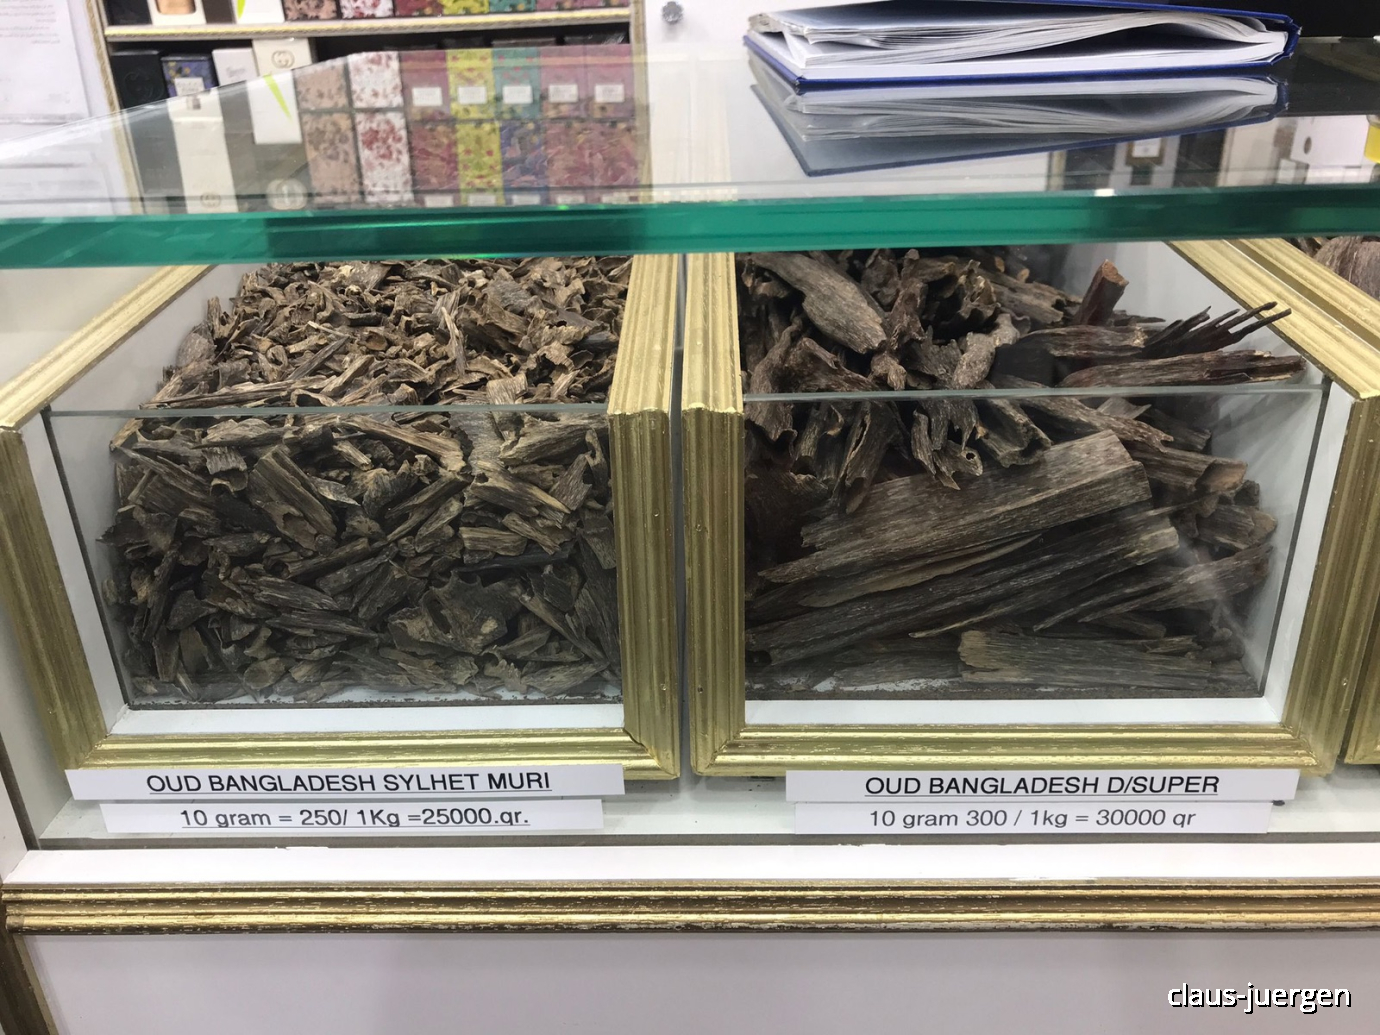 OUD BANGLADESH SYLHET MURI
10 gram = 250/ 1Kg =25000.qr.
OUD BANGLADESH D/SUPER
10 gram 300 / 1kg = 30000 qr
claus-juergen